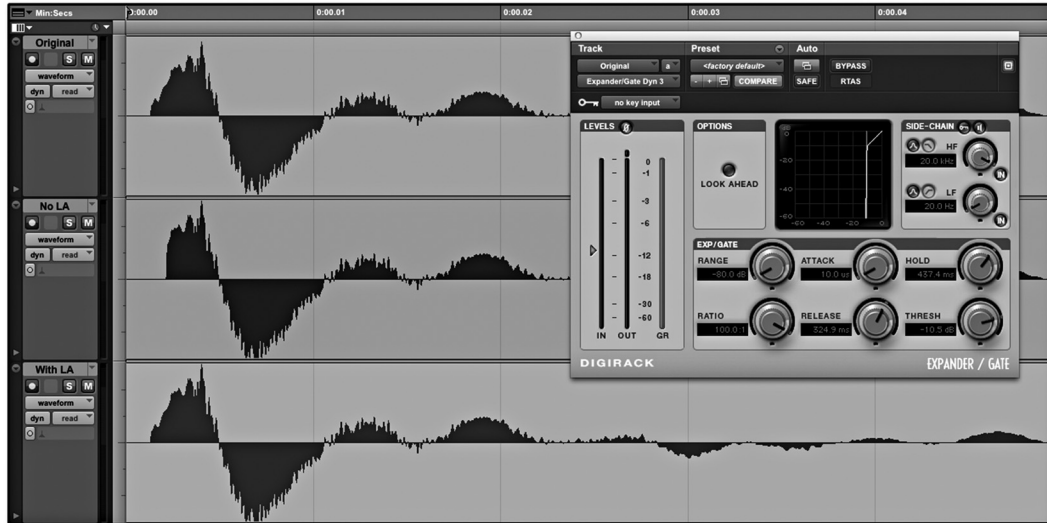 Min:Secs
0:00.00
0:00.01
0:00.02
0:00.03
0:00.04
Original
S M
waveform
dyn read
No LA
S M
waveform
dyn read
With LA
S M
waveform
dyn read
Track Preset Auto
Original a <factory default>
BYPASS
Expander/Gate Dyn 3 - + COMPARE SAFE RTAS
no key input
LEVELS
0
-1
-3
-6
-12
-18
-30
-60
IN OUT GR
OPTIONS
LOOK AHEAD
0
-20
-40
-60
-60 -40 -20 0
SIDE-CHAIN
HF
20.0 kHz
IN
LF
20.0 Hz
IN
EXP/GATE
RANGE ATTACK HOLD
-80.0 dB 10.0 us 437.4 ms
RATIO RELEASE THRESH
100.0:1 324.9 ms -10.5 dB
DIGIRACK
EXPANDER / GATE